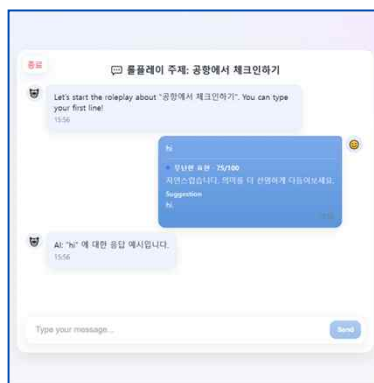 종료
롤플레이 주제: 공항에서 체크인하기
Let's start the roleplay about "공항에서 체크인하기". You can type
your first line!
15:56
hi
무난한 표현 · 75/100
자연스럽습니다. 의미를 더 선명하게 다듬어보세요.
Suggestion
hi.
AI: "hi" 에 대한 응답 예시입니다.
15:56
Type your message...
Send